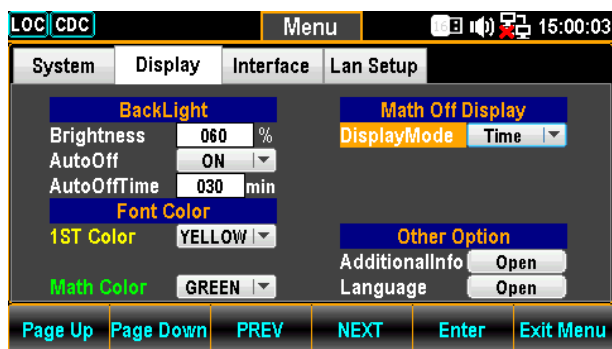 LOC CDC Menu 16 15:00:03
System Display Interface Lan Setup
BackLight
Brightness 060 %
AutoOff ON
AutoOffTime 030 min
Font Color
1ST Color YELLOW
Math Color GREEN
Math Off Display
DisplayMode Time
Other Option
AdditionalInfo Open
Language Open
Page Up Page Down PREV NEXT Enter Exit Menu